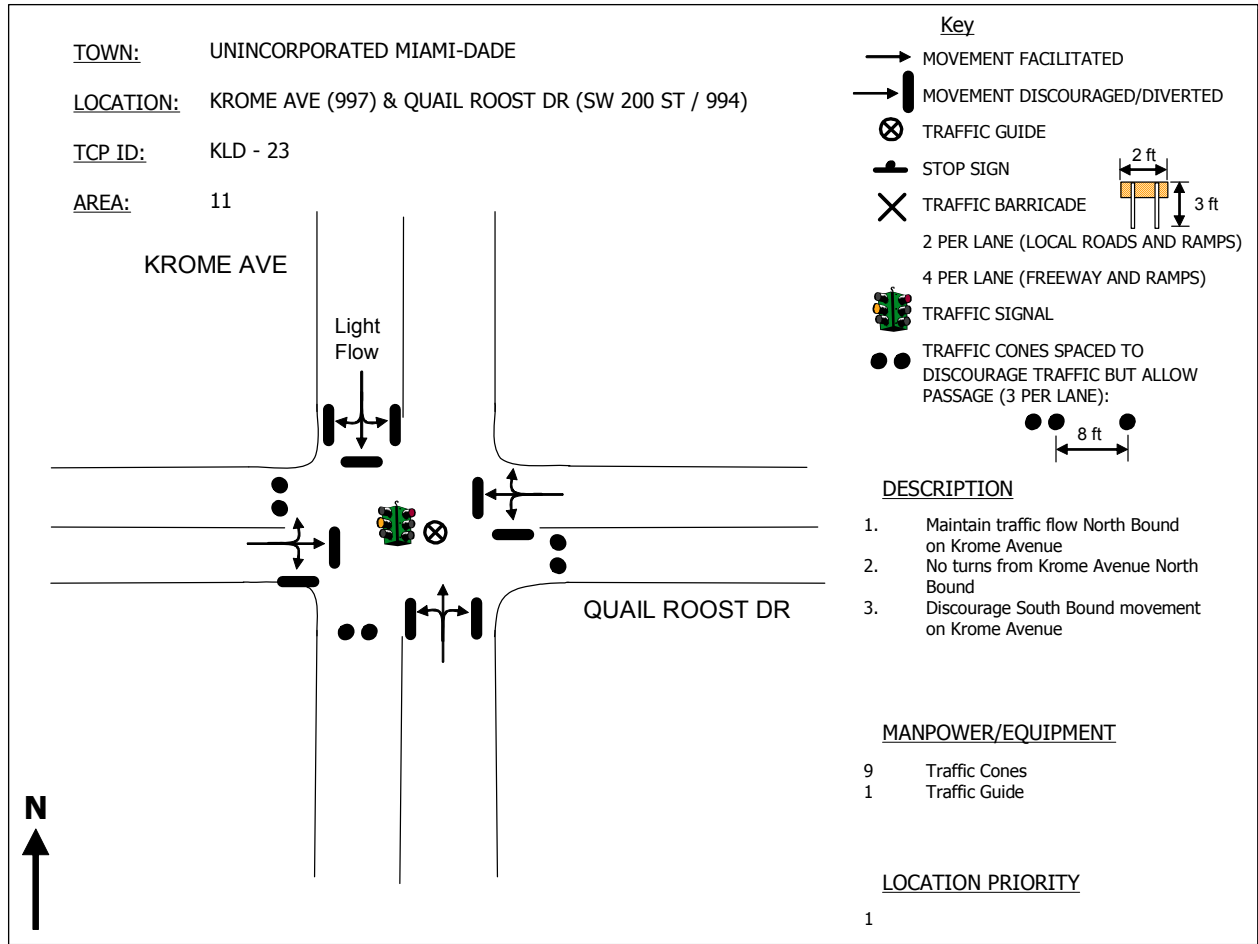 TOWN: UNINCORPORATED MIAMI-DADE
LOCATION: KROME AVE (997) & QUAIL ROOST DR (SW 200 ST / 994)
TCP ID: KLD - 23
AREA: 11
KROME AVE
Light
Flow
QUAIL ROOST DR
N
Key
MOVEMENT FACILITATED
MOVEMENT DISCOURAGED/DIVERTED
TRAFFIC GUIDE
STOP SIGN
2 ft
TRAFFIC BARRICADE
3 ft
2 PER LANE (LOCAL ROADS AND RAMPS)
4 PER LANE (FREEWAY AND RAMPS)
TRAFFIC SIGNAL
TRAFFIC CONES SPACED TO
DISCOURAGE TRAFFIC BUT ALLOW
PASSAGE (3 PER LANE):
8 ft
DESCRIPTION
1. Maintain traffic flow North Bound
on Krome Avenue
2. No turns from Krome Avenue North
Bound
3. Discourage South Bound movement
on Krome Avenue
MANPOWER/EQUIPMENT
9 Traffic Cones
1 Traffic Guide
LOCATION PRIORITY
1